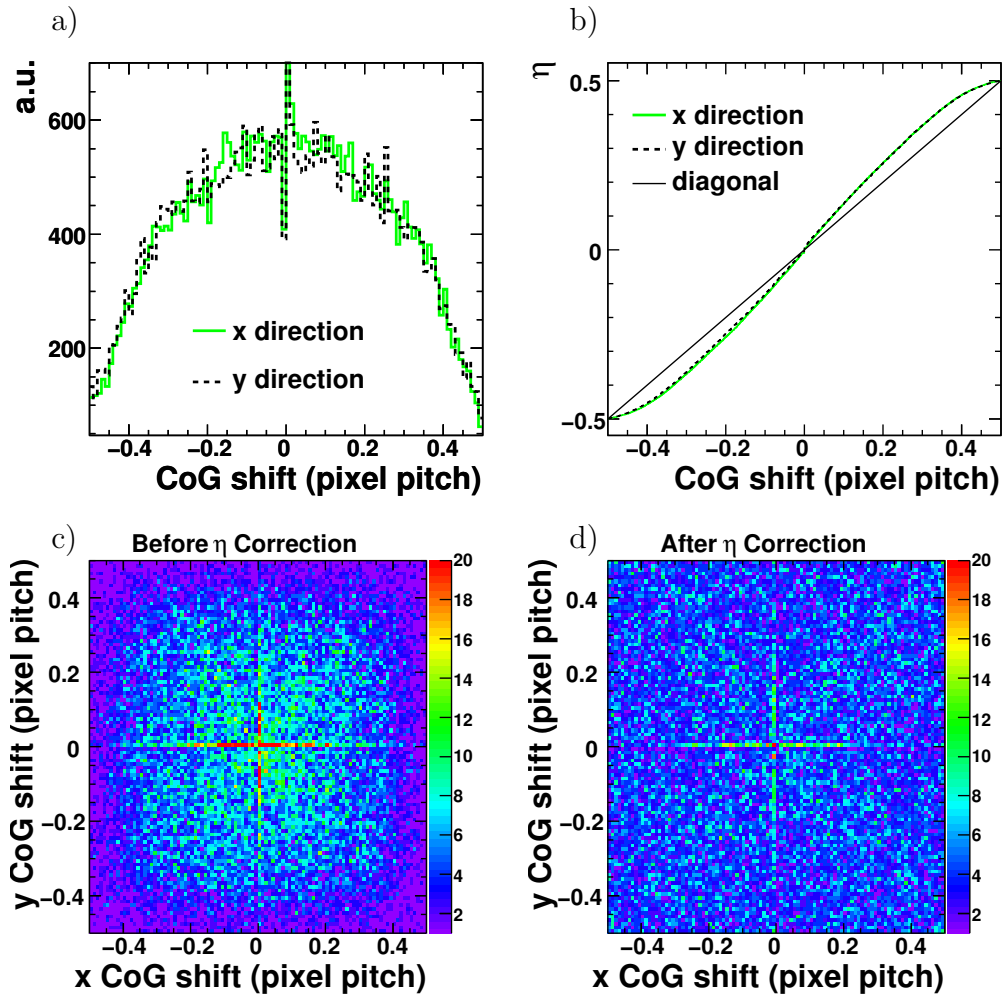 a)
a.u.
600
400
200
x direction
y direction
−0.4 −0.2 0 0.2 0.4
CoG shift (pixel pitch)
b)
η
0.5
0
−0.5
x direction
y direction
diagonal
−0.4 −0.2 0 0.2 0.4
CoG shift (pixel pitch)
c)
Before η Correction
y CoG shift (pixel pitch)
0.4
0.2
0
−0.2
−0.4
−0.4 −0.2 0 0.2 0.4
x CoG shift (pixel pitch)
20
18
16
14
12
10
8
6
4
2
d)
After η Correction
y CoG shift (pixel pitch)
0.4
0.2
0
−0.2
−0.4
−0.4 −0.2 0 0.2 0.4
x CoG shift (pixel pitch)
20
18
16
14
12
10
8
6
4
2